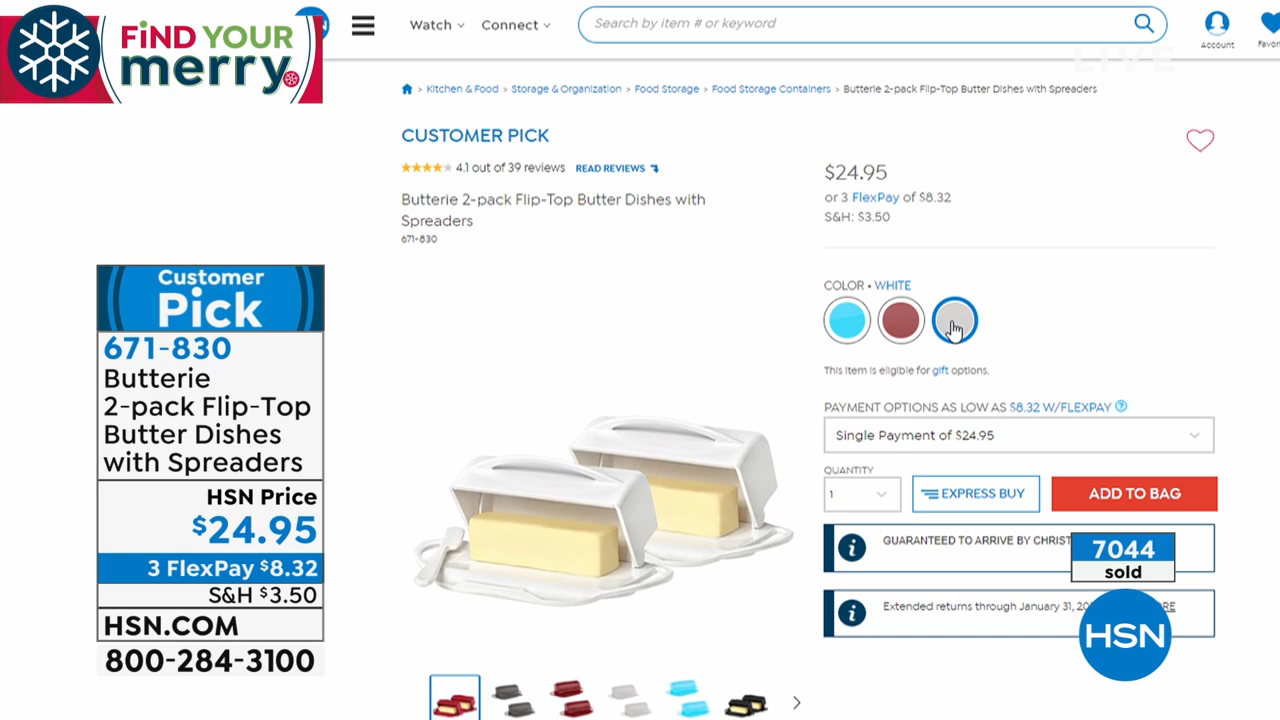 FiND YOUR
merry
Watch
Connect
Search by item # or keyword
Account
LIVE
Kitchen & Food > Storage & Organization > Food Storage > Food Storage Containers > Butterie 2-pack Flip-Top Butter Dishes with Spreaders
CUSTOMER PICK
4.1 out of 39 reviews READ REVIEWS
Butterie 2-pack Flip-Top Butter Dishes with
Spreaders
671-830
$24.95
or 3 FlexPay of $8.32
S&H: $3.50
COLOR • WHITE
This item is eligible for gift options.
PAYMENT OPTIONS AS LOW AS $8.32 W/FLEXPAY
Single Payment of $24.95
QUANTITY
1
EXPRESS BUY
ADD TO BAG
GUARANTEED TO ARRIVE BY
Extended returns through January 31,
7044
sold
HSN
Customer
Pick
671-830
Butterie
2-pack Flip-Top
Butter Dishes
with Spreaders
HSN Price
$24.95
3 FlexPay $8.32
S&H $3.50
HSN.COM
800-284-3100